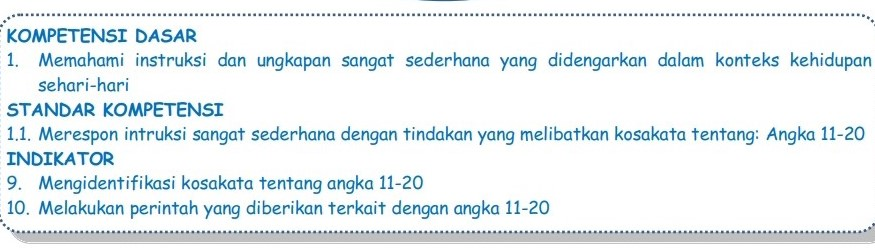 KOMPETENSI DASAR
1. Memahami instruksi dan ungkapan sangat sederhana yang didengarkan dalam konteks kehidupan
sehari-hari
STANDAR KOMPETENSI
1.1. Merespon intruksi sangat sederhana dengan tindakan yang melibatkan kosakata tentang: Angka 11-20
INDIKATOR
9. Mengidentifikasi kosakata tentang angka 11-20
10. Melakukan perintah yang diberikan terkait dengan angka 11-20